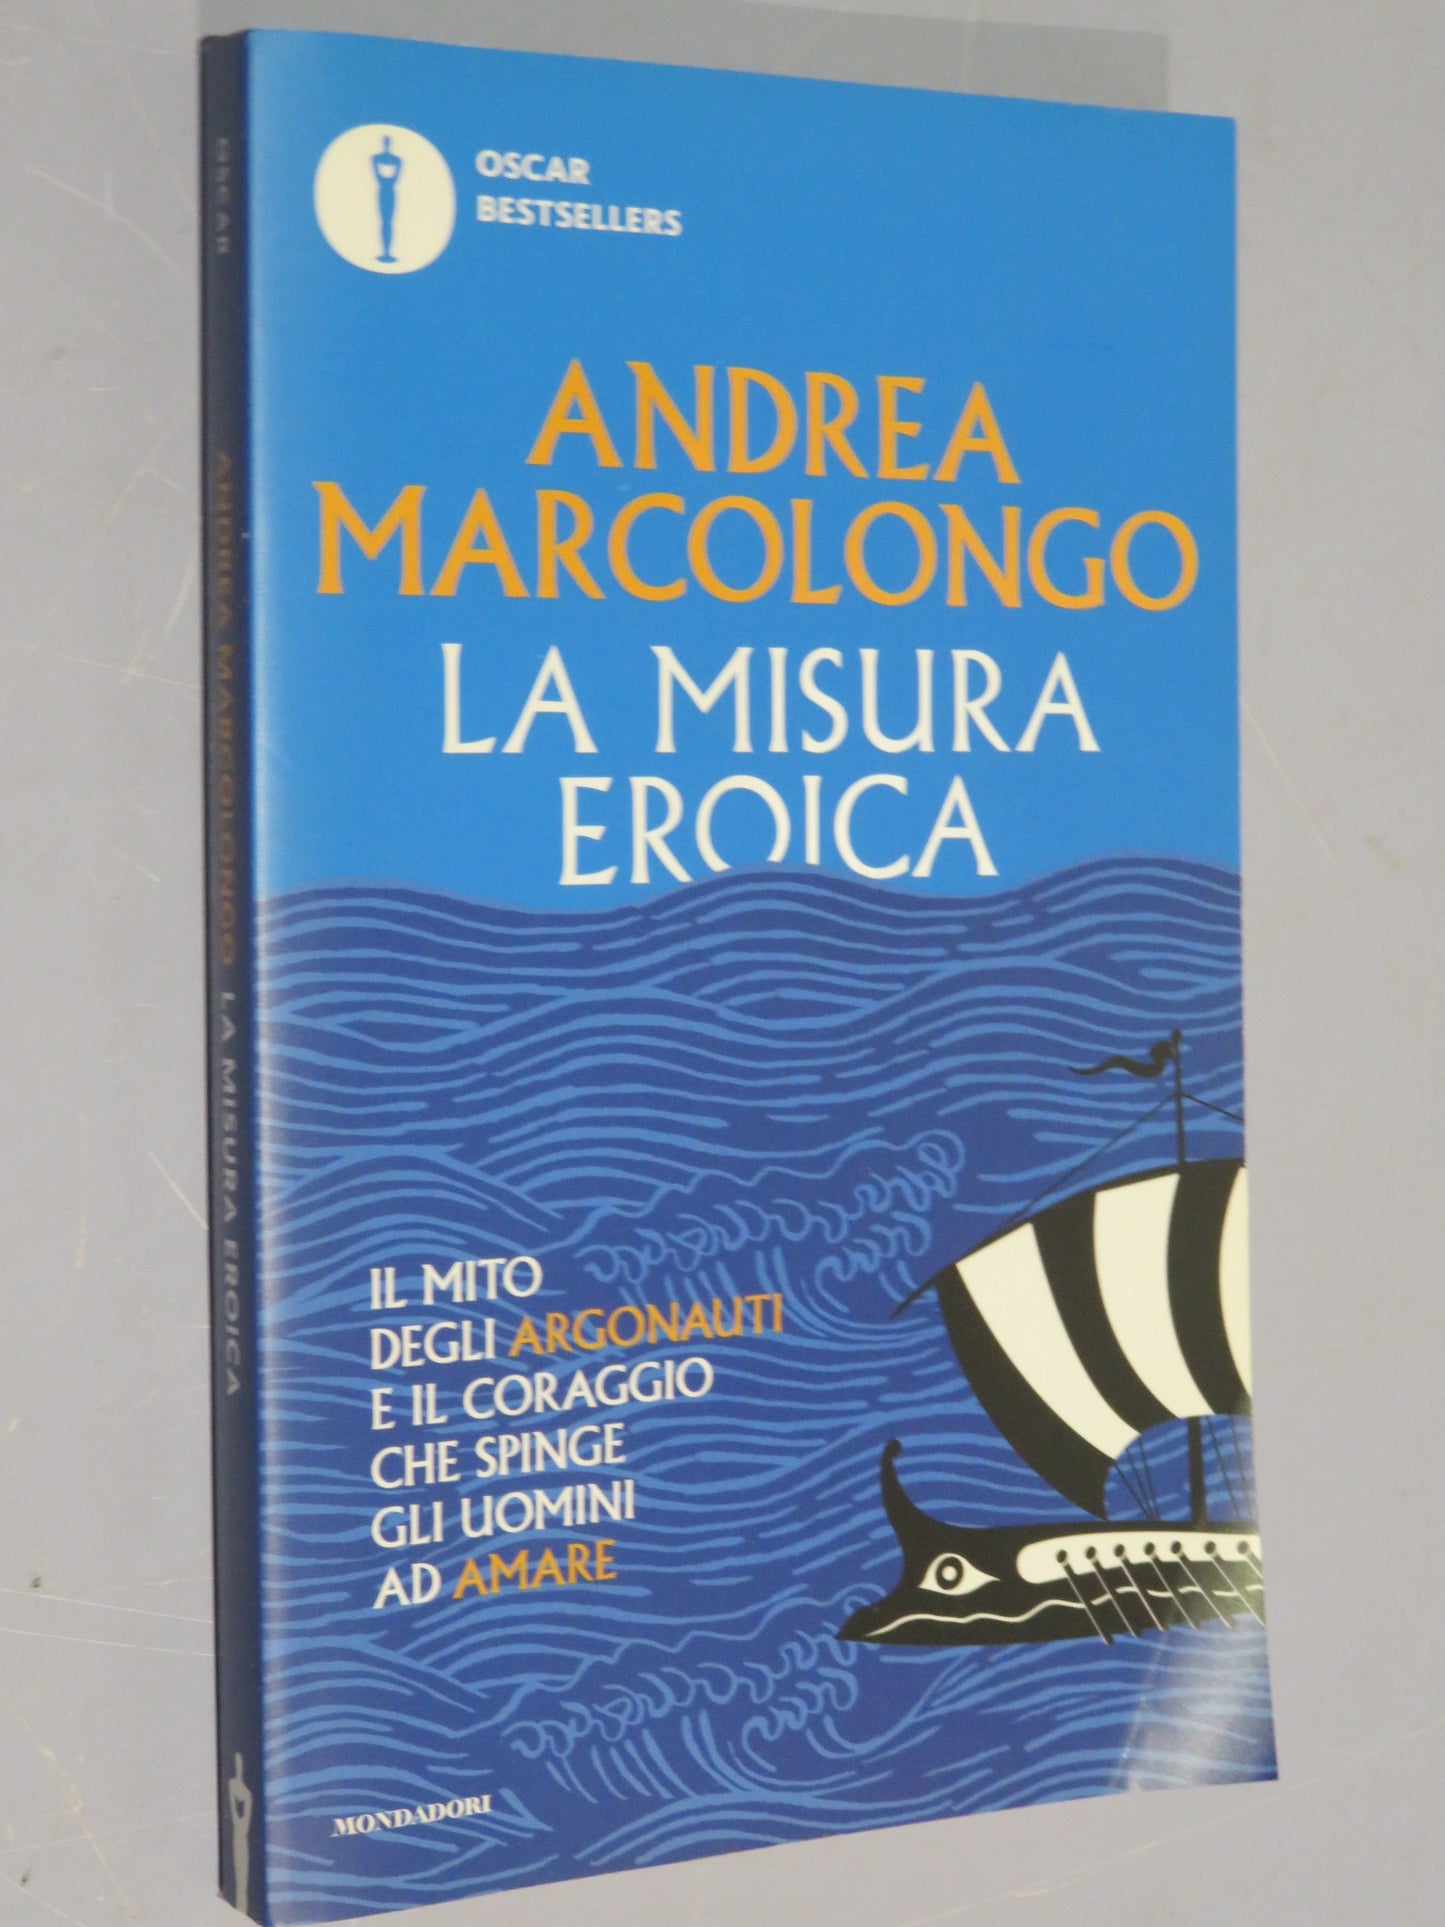 OSCAR
BESTSELLERS
ANDREA
MARCOLONGO
LA MISURA
EROICA
IL MITO
DEGLI ARGONAUTI
E IL CORAGGIO
CHE SPINGE
GLI UOMINI
AD AMARE
MONDADORI
OSCAR
ANDREA MARCOLONGO LA MISURA EROICA